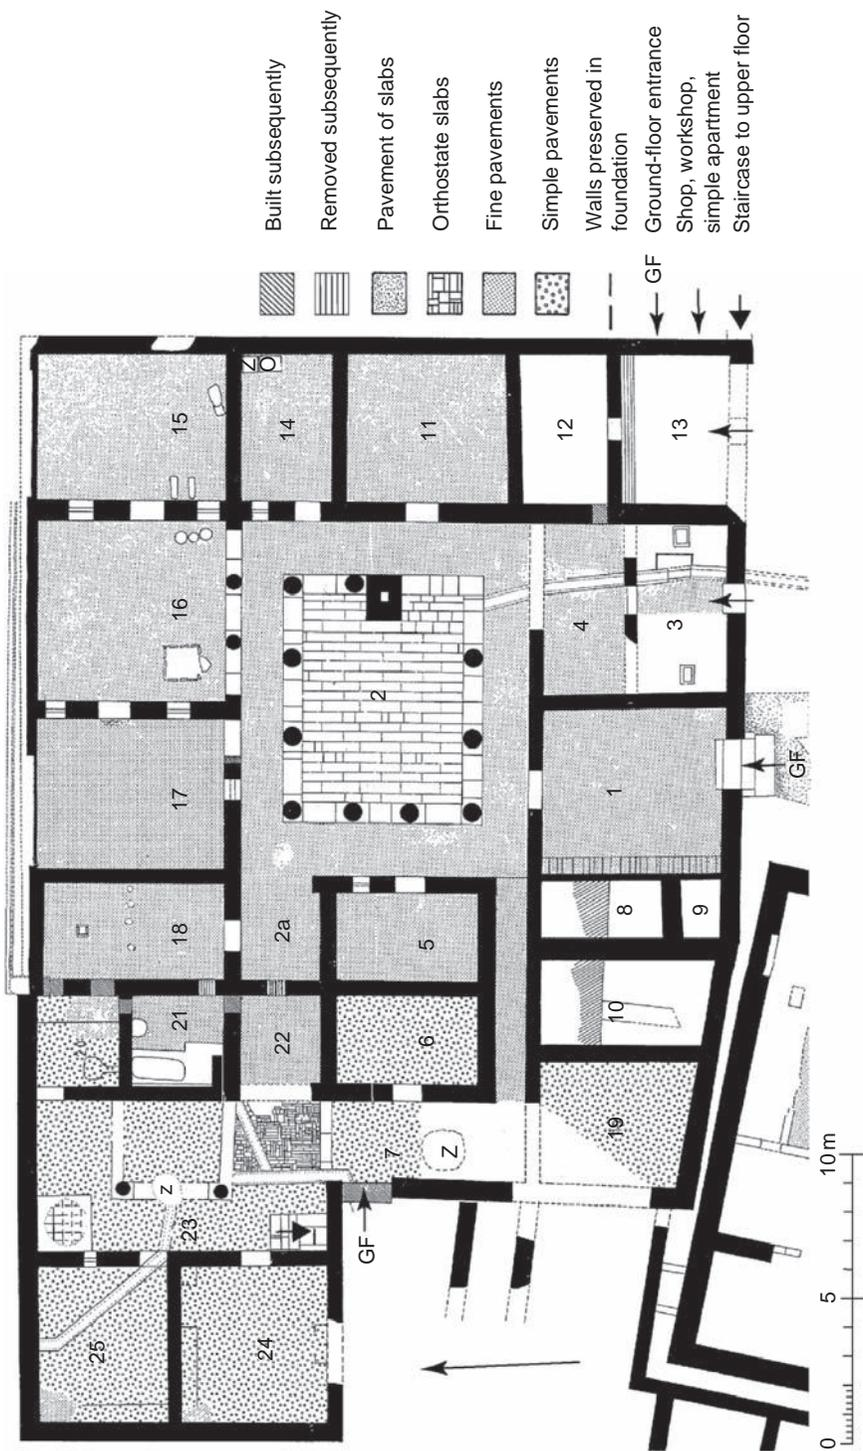 Built subsequently
Removed subsequently
Pavement of slabs
Orthostate slabs
Fine pavements
Simple pavements
Walls preserved in
foundation
GF Ground-floor entrance
Shop, workshop,
simple apartment
Staircase to upper floor
15
14
Z
O
11
12
13
16
4
3
2
17
1
GF
18
2a
5
8
9
21
22
6
10
7
Z
19
z
23
GF
25
24
0
5
10 m